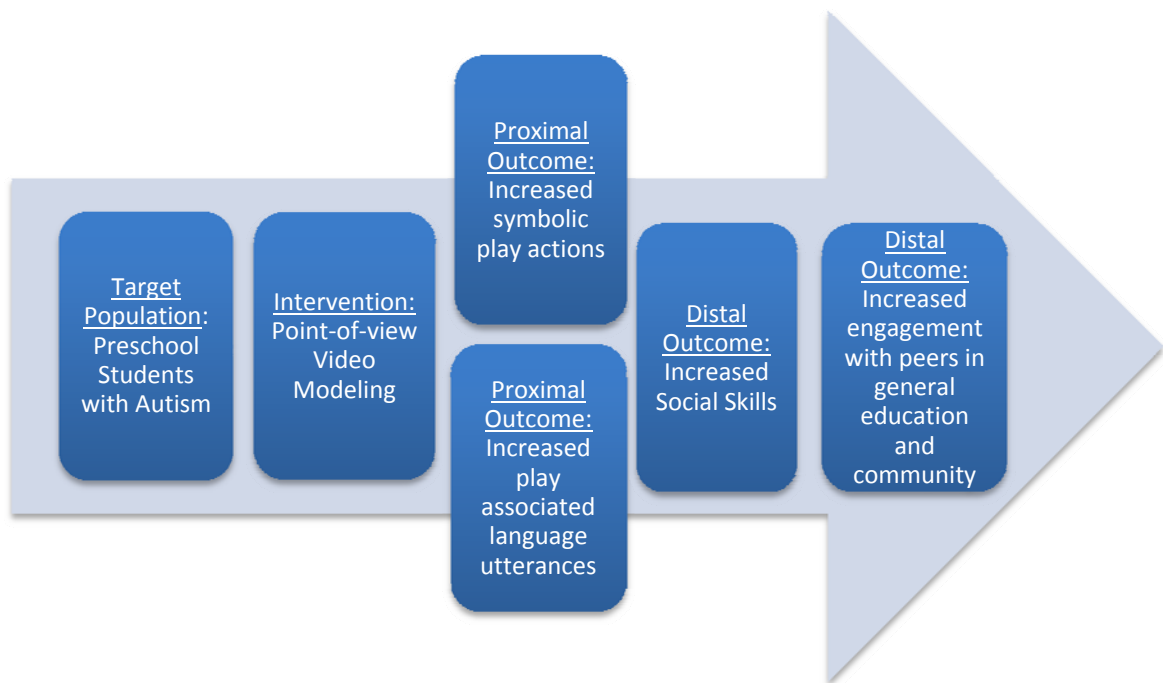 Target
Population:
Preschool
Students
with Autism
Intervention:
Point-of-view
Video
Modeling
Proximal
Outcome:
Increased
symbolic
play actions
Proximal
Outcome:
Increased
play
associated
language
utterances
Distal
Outcome:
Increased
Social Skills
Distal
Outcome:
Increased
engagement
with peers in
general
education
and
community